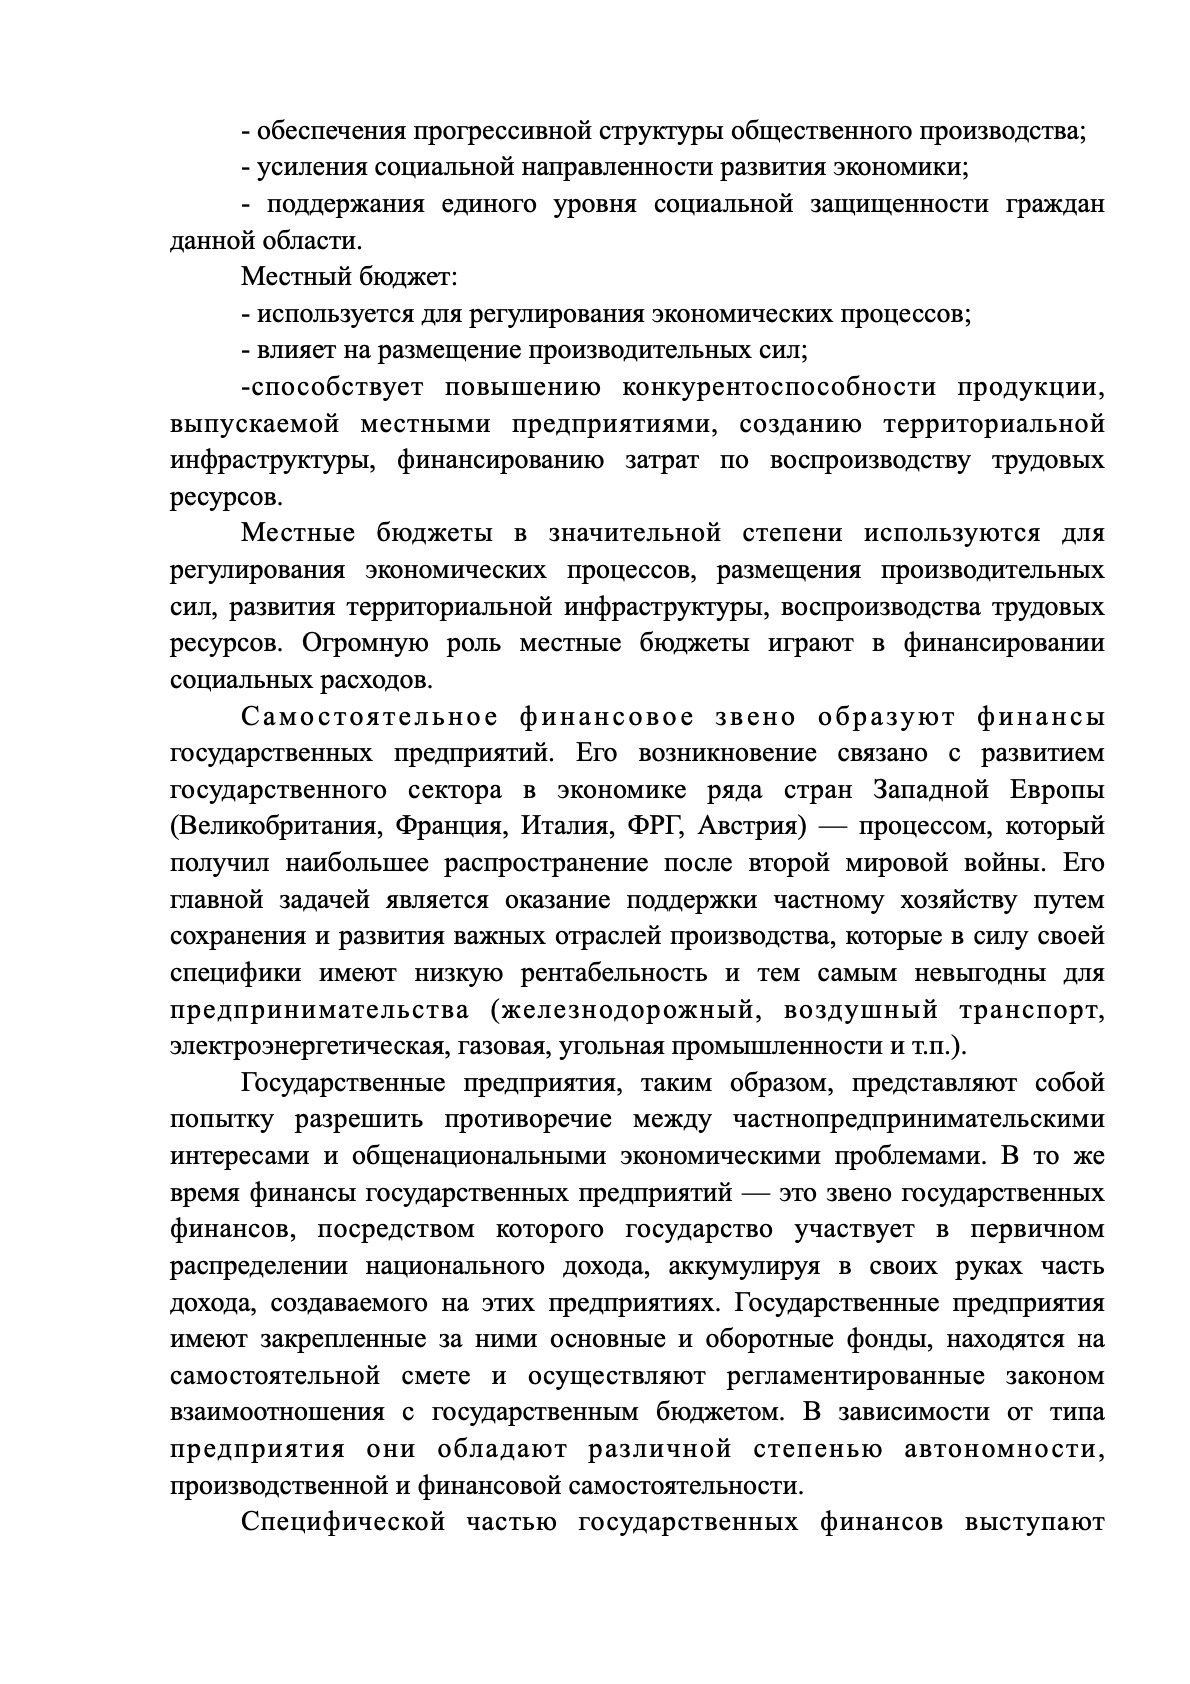 - обеспечения прогрессивной структуры общественного производства;
- усиления социальной направленности развития экономики;
- поддержания единого уровня социальной защищенности граждан
данной области.
Местный бюджет:
- используется для регулирования экономических процессов;
- влияет на размещение производительных сил;
-способствует повышению конкурентоспособности продукции,
выпускаемой местными предприятиями, созданию территориальной
инфраструктуры, финансированию затрат по воспроизводству трудовых
ресурсов.
Местные бюджеты в значительной степени используются для
регулирования экономических процессов, размещения производительных
сил, развития территориальной инфраструктуры, воспроизводства трудовых
ресурсов. Огромную роль местные бюджеты играют в финансировании
социальных расходов.
Самостоятельное финансовое звено образуют финансы
государственных предприятий. Его возникновение связано с развитием
государственного сектора в экономике ряда стран Западной Европы
(Великобритания, Франция, Италия, ФРГ, Австрия) — процессом, который
получил наибольшее распространение после второй мировой войны. Его
главной задачей является оказание поддержки частному хозяйству путем
сохранения и развития важных отраслей производства, которые в силу своей
специфики имеют низкую рентабельность и тем самым невыгодны для
предпринимательства (железнодорожный, воздушный транспорт,
электроэнергетическая, газовая, угольная промышленности и т.п.).
Государственные предприятия, таким образом, представляют собой
попытку разрешить противоречие между частнопредпринимательскими
интересами и общенациональными экономическими проблемами. В то же
время финансы государственных предприятий — это звено государственных
финансов, посредством которого государство участвует в первичном
распределении национального дохода, аккумулируя в своих руках часть
дохода, создаваемого на этих предприятиях. Государственные предприятия
имеют закрепленные за ними основные и оборотные фонды, находятся на
самостоятельной смете и осуществляют регламентированные законом
взаимоотношения с государственным бюджетом. В зависимости от типа
предприятия они обладают различной степенью автономности,
производственной и финансовой самостоятельности.
Специфической частью государственных финансов выступают